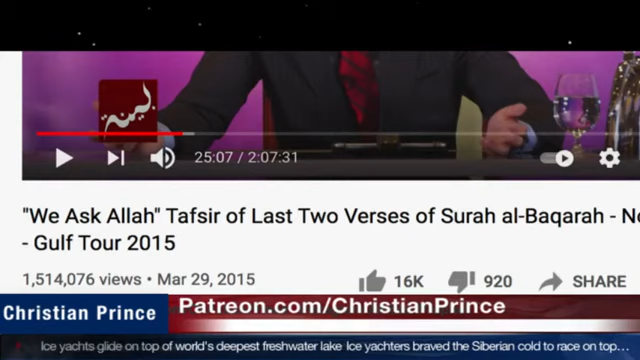 بينة
25:07 / 2:07:31
"We Ask Allah" Tafsir of Last Two Verses of Surah al-Baqarah -
- Gulf Tour 2015
1,514,076 views • Mar 29, 2015
16K
920
SHARE
Christian Prince
Patreon.com/ChristianPrince
Ice yachts glide on top of world's deepest freshwater lake Ice yachters braved the Siberian cold to race on top...